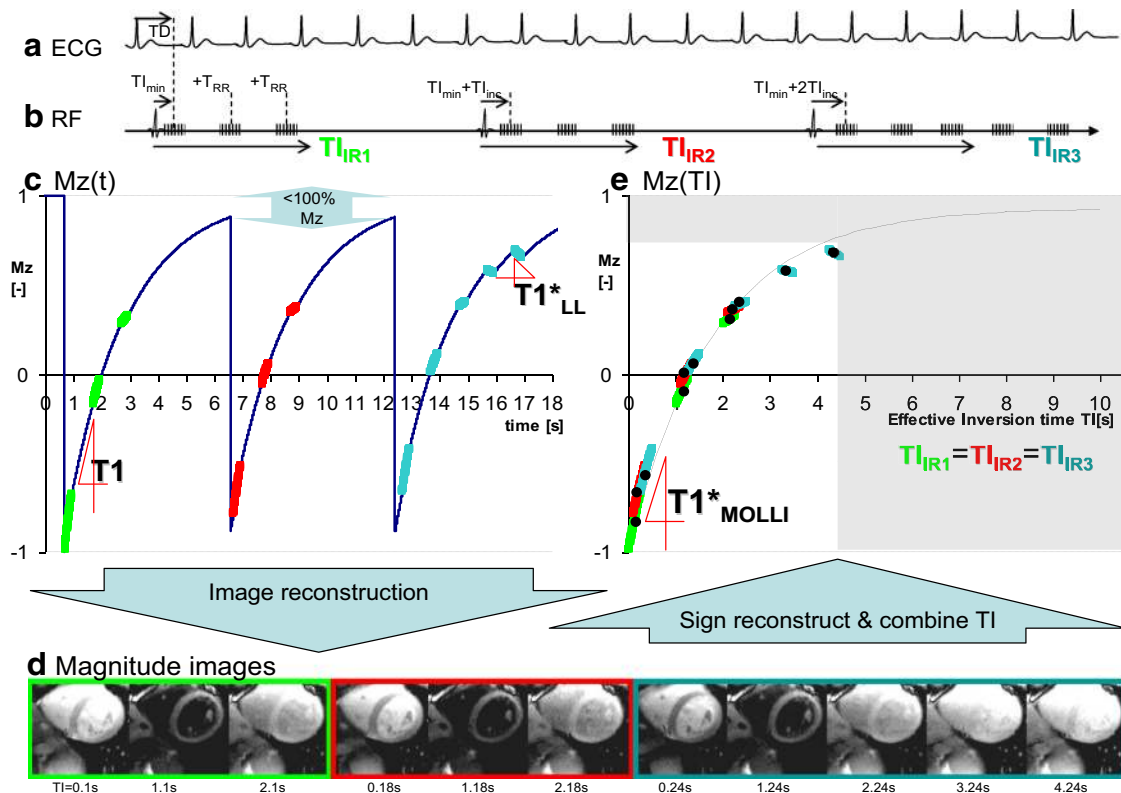 a ECG
TD
TImin +TRR +TRR TImin+TIinc TImin+2TIinc
b RF
TIIR1 TIIR2 TIIR3
c Mz(t)
1
<100%
Mz
Mz
[-]
T1*LL
0
0 1 2 3 4 5 6 7 8 9 10 11 12 13 14 15 16 17 18
time [s]
T1
-1
e Mz(TI)
1
Mz
[-]
0
0 1 2 3 4 5 6 7 8 9 10
Effective Inversion time TI[s]
TIIR1=TIIR2=TIIR3
T1*MOLLI
-1
Image reconstruction
Sign reconstruct & combine TI
d Magnitude images
TI=0.1s 1.1s 2.1s 0.18s 1.18s 2.18s 0.24s 1.24s 2.24s 3.24s 4.24s